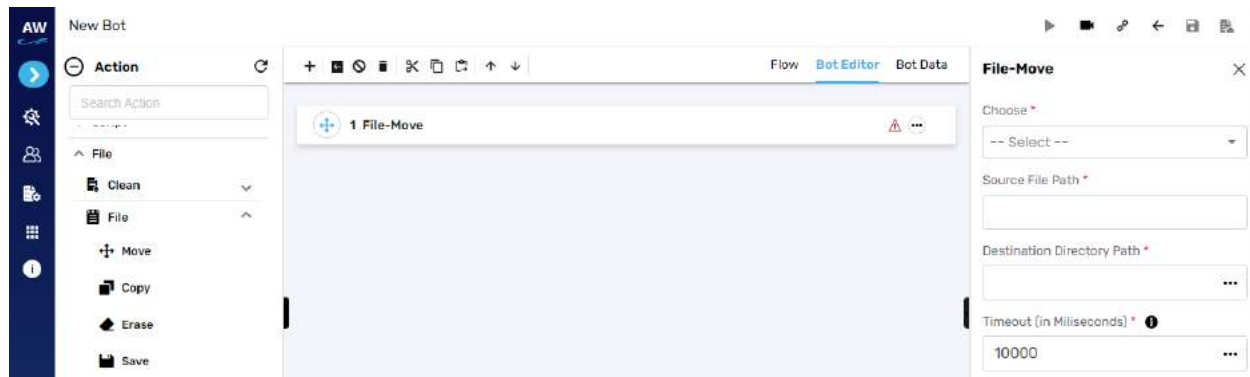 AW
New Bot
Action
Search Action
File
Clean
File
Move
Copy
Erase
Save
Flow Bot Editor Bot Data
1 File-Move
File-Move
Choose *
-- Select --
Source File Path *
Destination Directory Path *
Timeout (in Miliseconds) *
10000